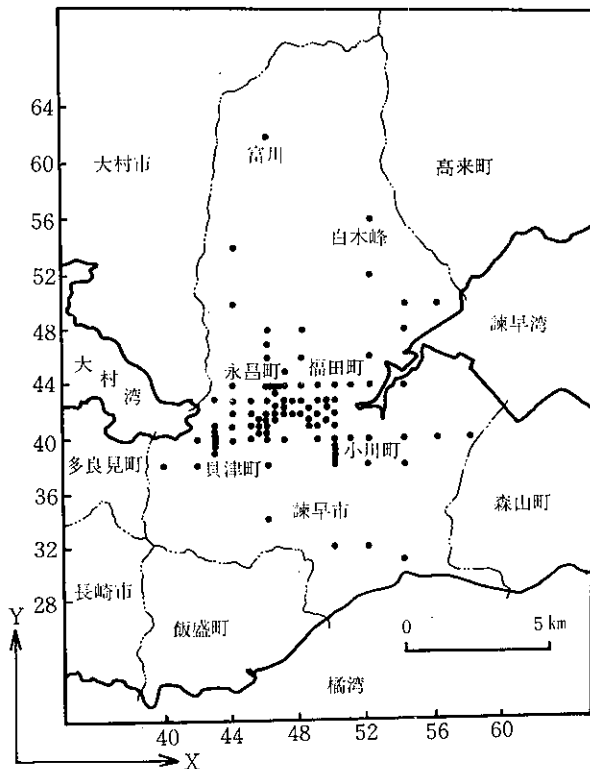 64
60
56
52
48
44
40
36
32
28
大村市
富川
高来町
白木峰
諫早湾
大村湾
永昌町
福田町
多良見町
貝津町
小川町
諫早市
森山町
長崎市
飯盛町
橘湾
0 5 km
Y
X
40 44 48 52 56 60